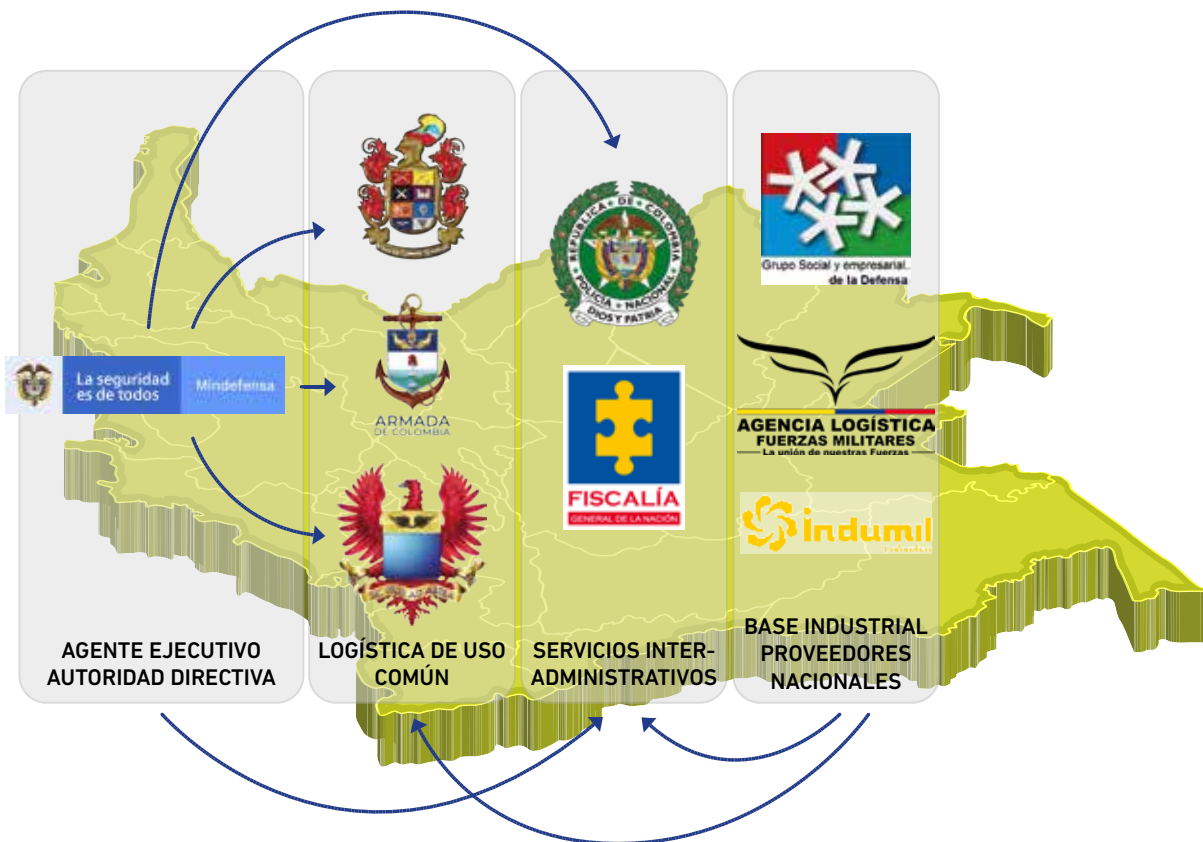 La seguridad
es de todos
Mindefensa
ARMADA
DE COLOMBIA
REPUBLICA DE COLOMBIA
POLICÍA NACIONAL
DIOS Y PATRIA
FISCALÍA
GENERAL DE LA NACIÓN
Grupo Social y empresarial
de la Defensa
AGENCIA LOGÍSTICA
FUERZAS MILITARES
La unión de nuestras Fuerzas
indumil
AGENTE EJECUTIVO
AUTORIDAD DIRECTIVA
LOGÍSTICA DE USO
COMÚN
SERVICIOS INTER-
ADMINISTRATIVOS
BASE INDUSTRIAL
PROVEEDORES
NACIONALES